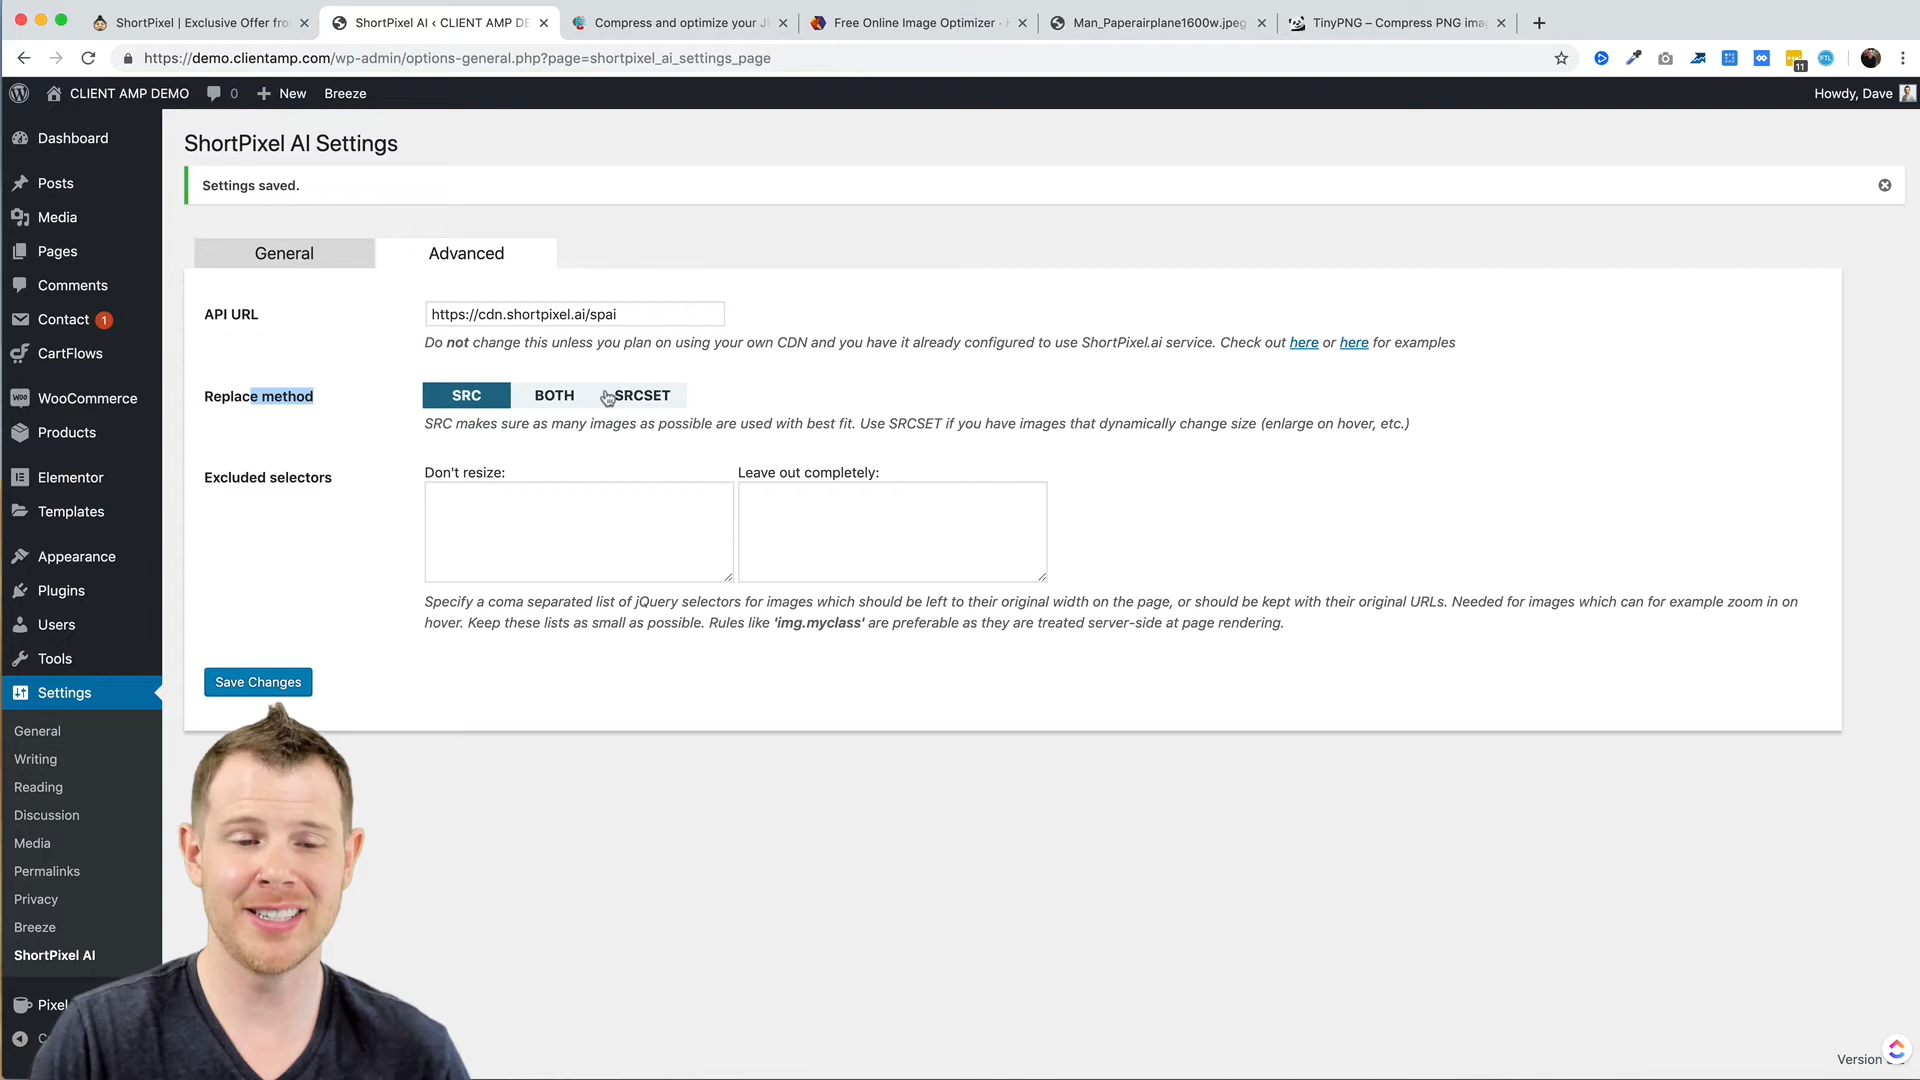 ShortPixel | Exclusive Offer fro
ShortPixel AI ‹ CLIENT AMP DE
Compress and optimize your J
Free Online Image Optimizer -
Man_Paperairplane1600w.jpeg
TinyPNG – Compress PNG ima
https://demo.clientamp.com/wp-admin/options-general.php?page=shortpixel_ai_settings_page
11
FTL
CLIENT AMP DEMO
0
New
Breeze
Howdy, Dave
Dashboard
Posts
Media
Pages
Comments
Contact 1
CartFlows
WooCommerce
Products
Elementor
Templates
Appearance
Plugins
Users
Tools
Settings
General
Writing
Reading
Discussion
Media
Permalinks
Privacy
Breeze
ShortPixel AI
Pixel
ShortPixel AI Settings
Settings saved.
General
Advanced
API URL
https://cdn.shortpixel.ai/spai
Do not change this unless you plan on using your own CDN and you have it already configured to use ShortPixel.ai service. Check out here or here for examples
Replace method
SRC
BOTH
SRCSET
SRC makes sure as many images as possible are used with best fit. Use SRCSET if you have images that dynamically change size (enlarge on hover, etc.)
Excluded selectors
Don't resize:
Leave out completely:
Specify a coma separated list of jQuery selectors for images which should be left to their original width on the page, or should be kept with their original URLs. Needed for images which can for example zoom in on
hover. Keep these lists as small as possible. Rules like 'img.myclass' are preferable as they are treated server-side at page rendering.
Save Changes
Version